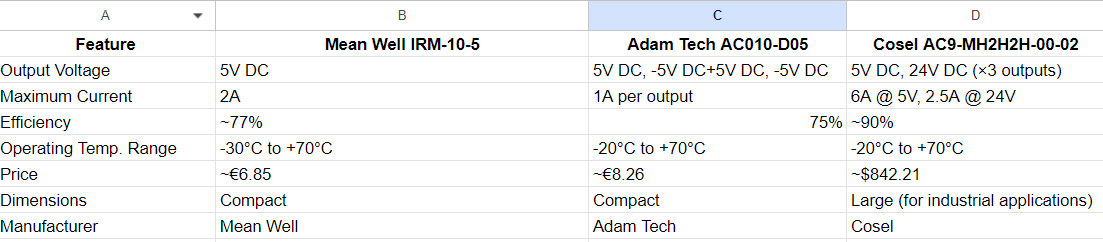 A B C D
Feature Mean Well IRM-10-5 Adam Tech AC010-D05 Cosel AC9-MH2H2H-00-02
Output Voltage 5V DC 5V DC, -5V DC+5V DC, -5V DC 5V DC, 24V DC (×3 outputs)
Maximum Current 2A 1A per output 6A @ 5V, 2.5A @ 24V
Efficiency ~77% 75% ~90%
Operating Temp. Range -30°C to +70°C -20°C to +70°C -20°C to +70°C
Price ~€6.85 ~€8.26 ~$842.21
Dimensions Compact Compact Large (for industrial applications)
Manufacturer Mean Well Adam Tech Cosel